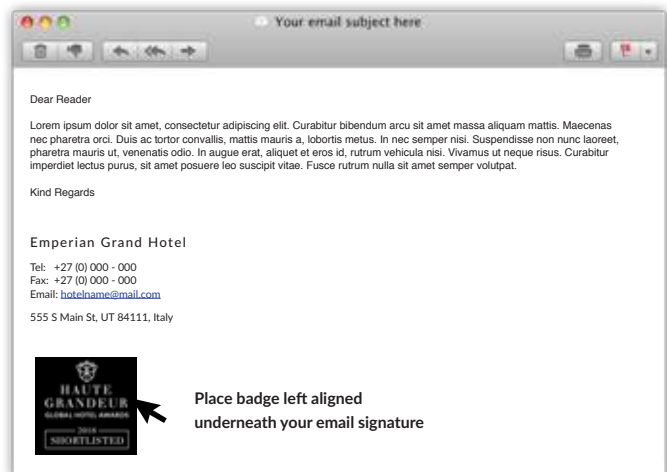 Your email subject here
Dear Reader
Lorem ipsum dolor sit amet, consectetur adipiscing elit. Curabitur bibendum arcu sit amet massa aliquam mattis. Maecenas
nec pharetra orci. Duis ac tortor convallis, mattis mauris a, lobortis metus. In nec semper nisi. Suspendisse non nunc laoreet,
pharetra mauris ut, venenatis odio. In augue erat, aliquet et eros id, rutrum vehicula nisi. Vivamus ut neque risus. Curabitur
imperdiet lectus purus, sit amet posuere leo suscipit vitae. Fusce rutrum nulla sit amet semper volutpat.
Kind Regards
Emperian Grand Hotel
Tel: +27 (0) 000 - 000
Fax: +27 (0) 000 - 000
Email: hotelname@mail.com
555 S Main St, UT 84111, Italy
HAUTE
GRANDEUR
GLOBAL HOTEL AWARDS
2018
SHORTLISTED
Place badge left aligned
underneath your email signature